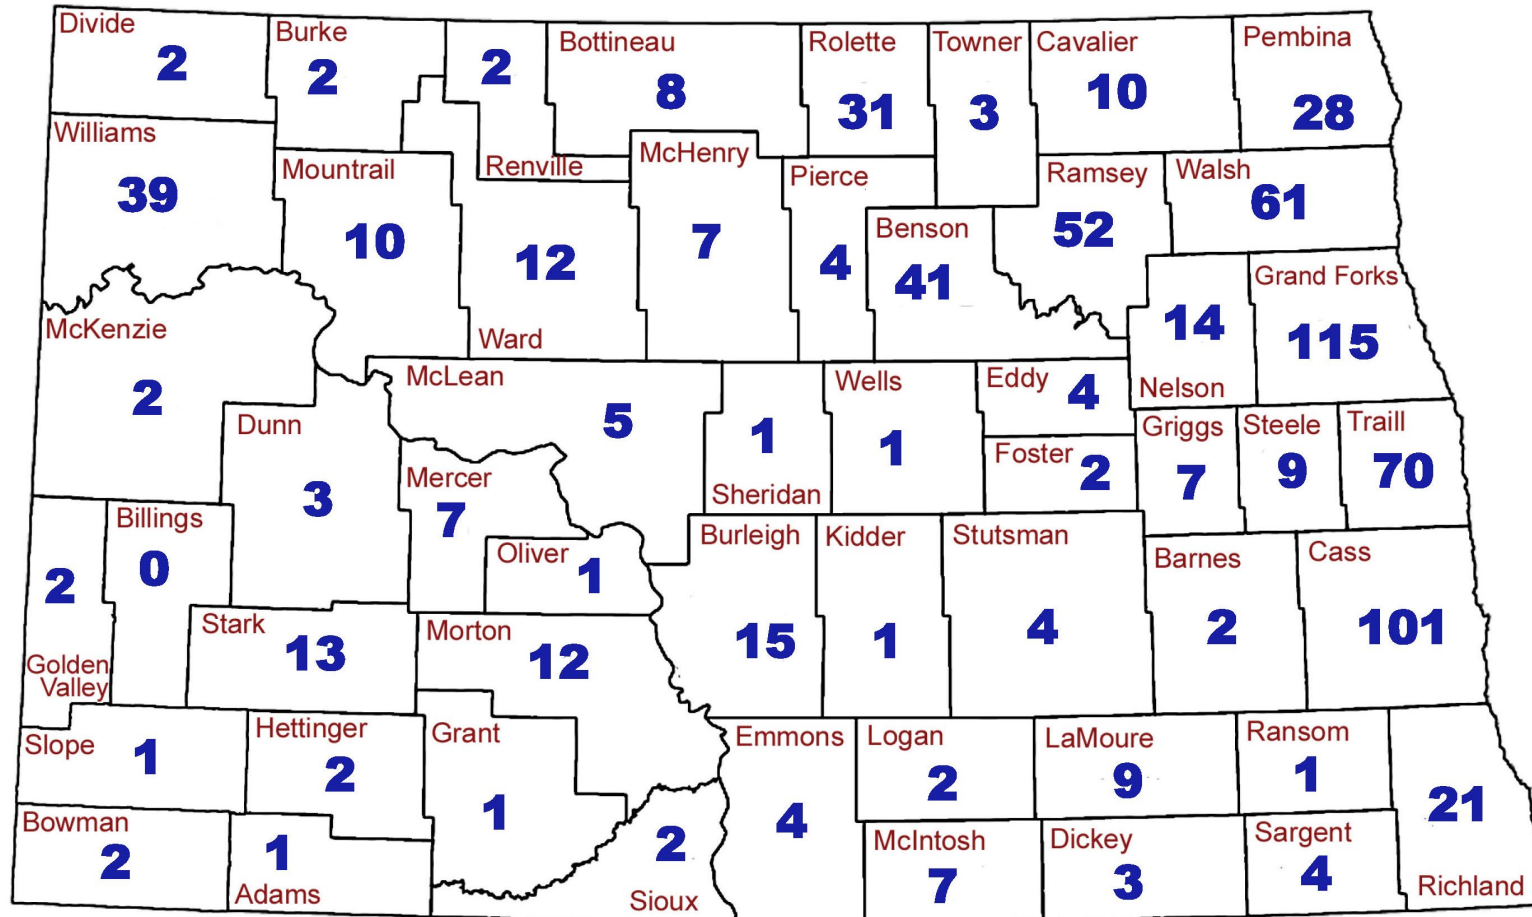 Divide
2
Burke
2
2
Renville
Bottineau
8
Rolette
31
Towner
3
Cavalier
10
Pembina
28
Williams
39
Mountrail
10
12
Ward
McHenry
7
Pierce
4
Benson
41
Ramsey
52
Walsh
61
14
Nelson
Grand Forks
115
McKenzie
2
Dunn
3
McLean
5
Mercer
7
Oliver
1
1
Sheridan
Wells
1
Eddy
4
Foster
2
Griggs
7
Steele
9
Traill
70
2
Golden
Valley
Billings
0
Stark
13
Morton
12
Burleigh
15
Kidder
1
Stutsman
4
Barnes
2
Cass
101
Slope
1
Hettinger
2
Grant
1
Bowman
2
1
Adams
2
Sioux
Emmons
4
Logan
2
LaMoure
9
Ransom
1
McIntosh
7
Dickey
3
Sargent
4
21
Richland